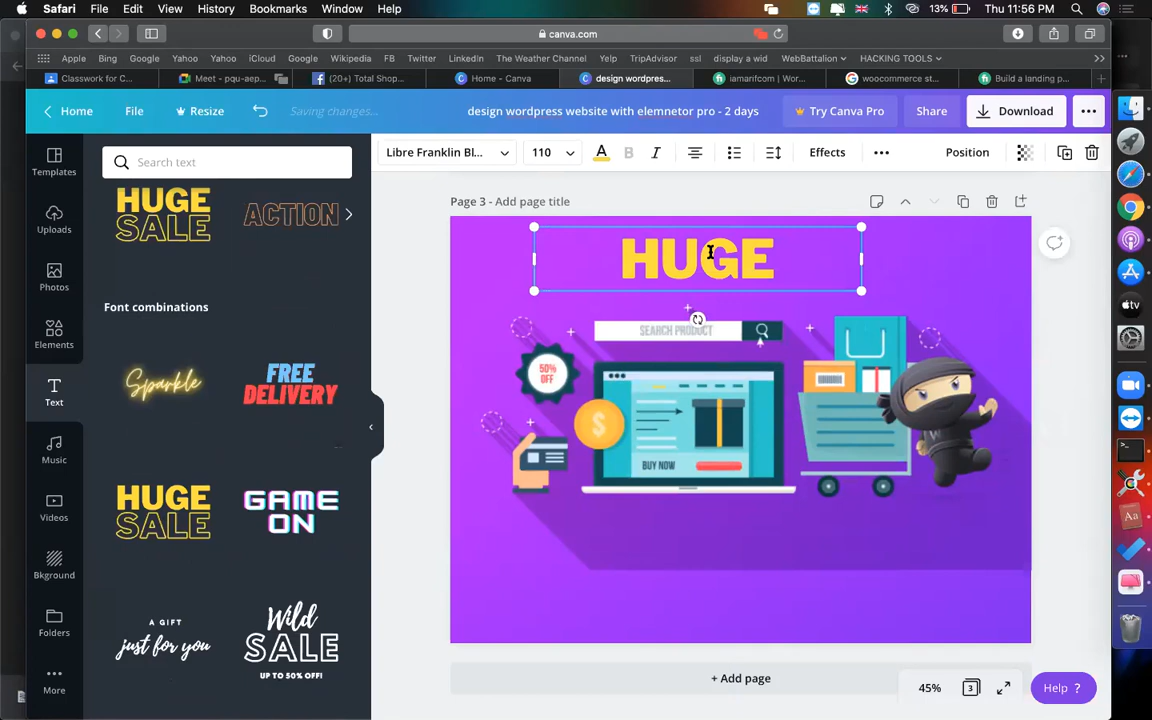 Safari File Edit View History Bookmarks Window Help 13% Thu 11:56 PM
canva.com
Apple Bing Google Yahoo Yahoo iCloud Google Wikipedia FB Twitter LinkedIn The Weather Channel Yelp TripAdvisor ssl display a wid WebBattalion HACKING TOOLS
Classwork for C... Meet - pqu-aep... (20+) Total Shop... Home - Canva design wordpres... iamarifcom | Wor... woocommerce st... Build a landing p...
Home File Resize Saving changes... design wordpress website with elemnetor pro - 2 days Try Canva Pro Share Download
Templates
Uploads
Photos
Elements
Text
Music
Videos
Bkground
Folders
More
Search text
HUGE
SALE
ACTION
Font combinations
Sparkle
FREE
DELIVERY
HUGE
SALE
GAME
ON
A GIFT
just for you
Wild
SALE
UP TO 50% OFF!
Libre Franklin Bl... 110 A B I Effects Position
Page 3 - Add page title
HUGE
SEARCH PRODUCT
50%
OFF
$
BUY NOW
W
+ Add page
45% 3 Help ?